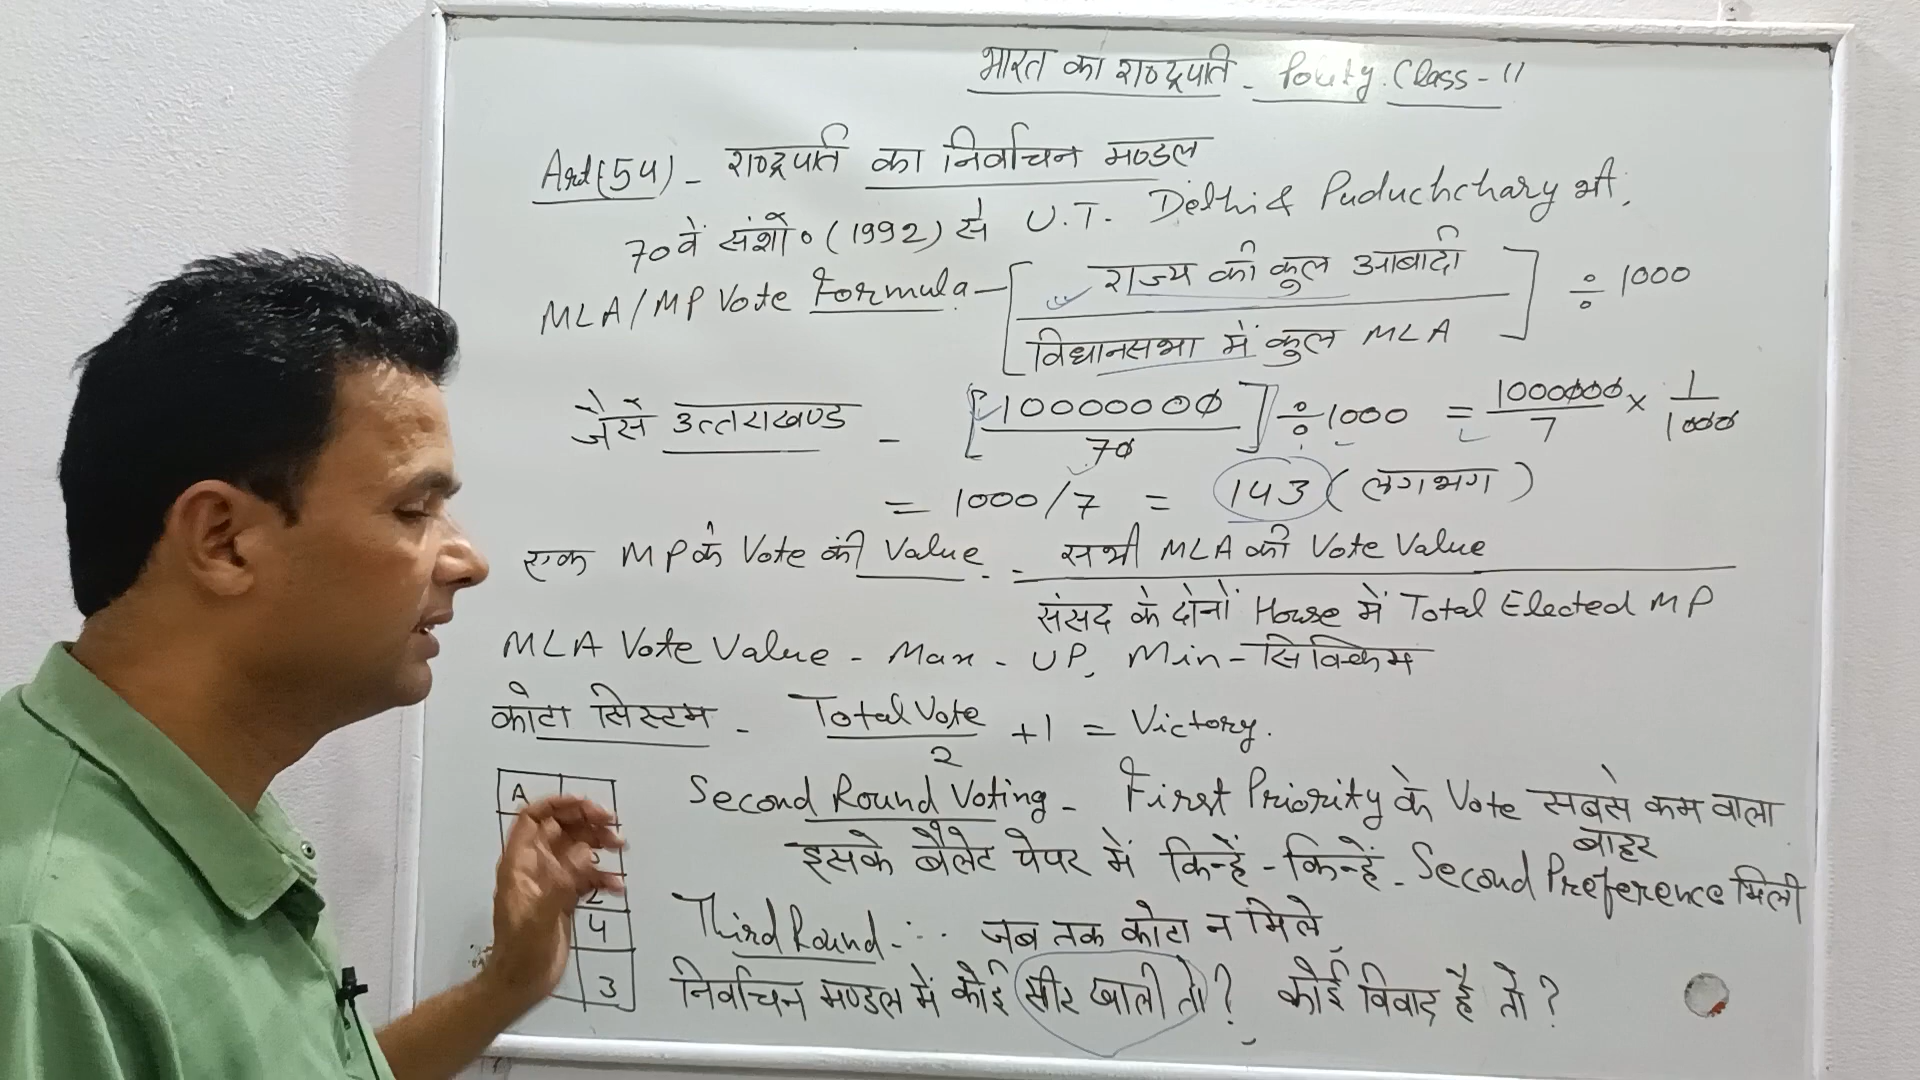 भारत का राष्ट्रपति - Polity. Class - 11
Art(54) - राष्ट्रपति का निर्वाचन मण्डल
70वें संशो० (1992) से U.T. Delhi & Puduchchary भी,
MLA/MP Vote Formula - [ राज्य की कुल आबादी / विधानसभा में कुल MLA ] ÷ 1000
जैसे उत्तराखण्ड - [ 10000000 / 70 ] ÷ 1000 = 1000000 / 7 × 1 / 1000
= 1000/7 = 143 (लगभग)
एक MP के Vote की Value - सभी MLA की Vote Value
संसद के दोनों House में Total Elected MP
MLA Vote Value - Max - UP, Min - सिक्किम
कोटा सिस्टम - Total Vote / 2 + 1 = Victory.
Second Round Voting - First Priority के Vote सबसे कम वाला बाहर
इसके बैलेट पेपर में किन्हें - किन्हें - Second Preference मिली
Third Round - ... जब तक कोटा न मिले,
निर्वाचन मण्डल में कोई सीट खाली तो? कोई विवाद है तो?
A
2
4
3